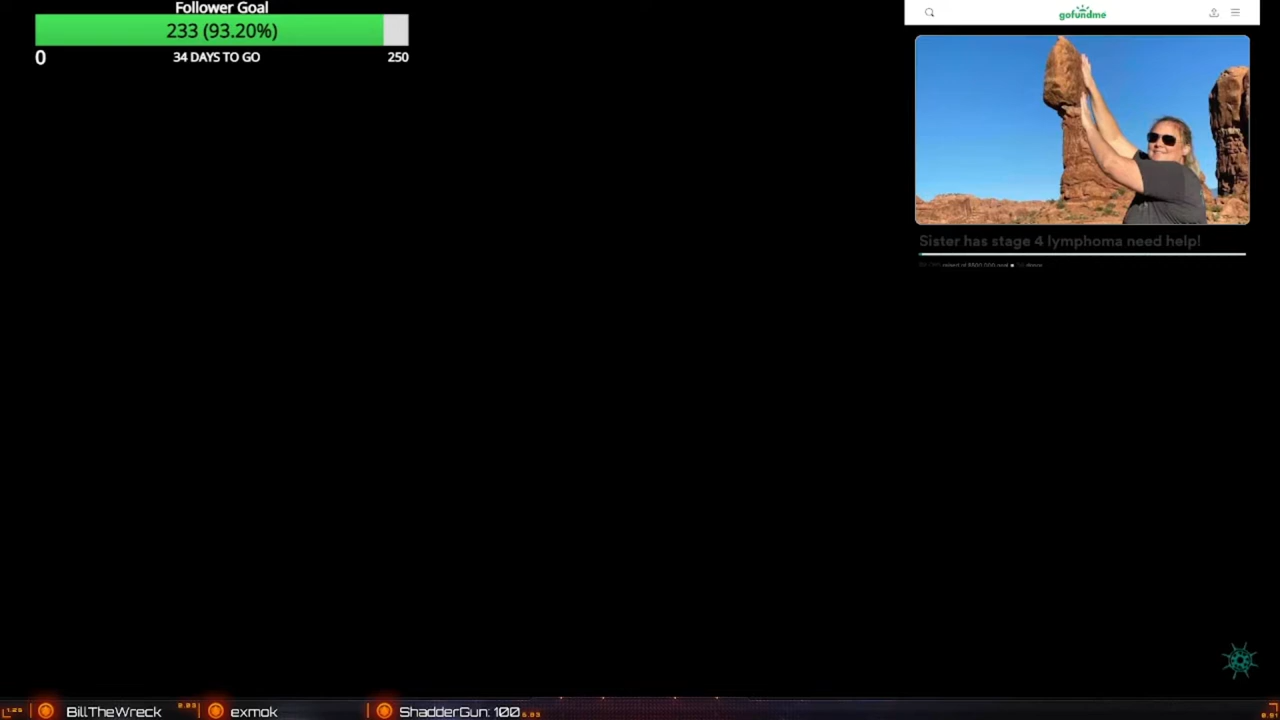 Follower Goal
233 (93.20%)
0 34 DAYS TO GO 250
gofundme
Sister has stage 4 lymphoma need help!
BillTheWreck exmok ShadderGun: 100